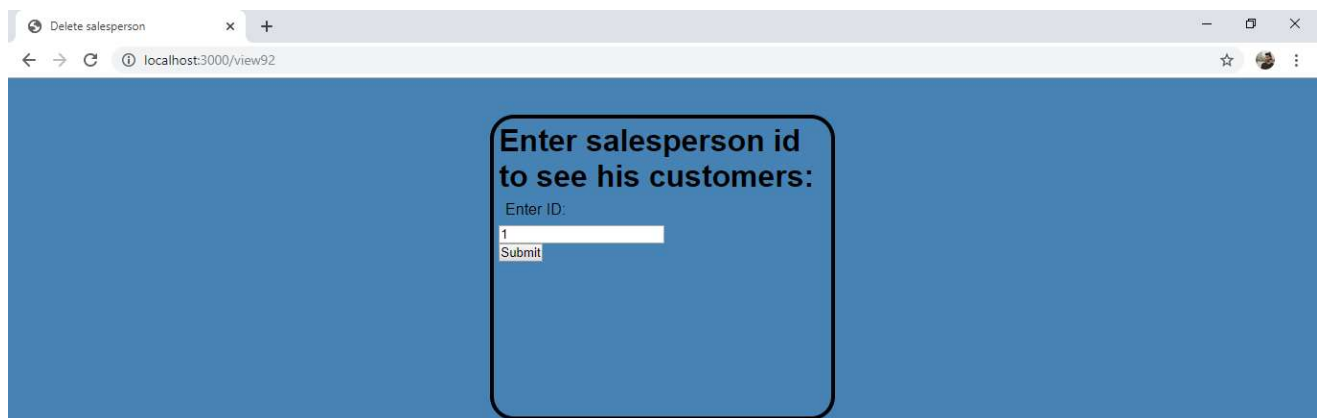 Delete salesperson
localhost:3000/view92
Enter salesperson id
to see his customers:
Enter ID:
1
Submit